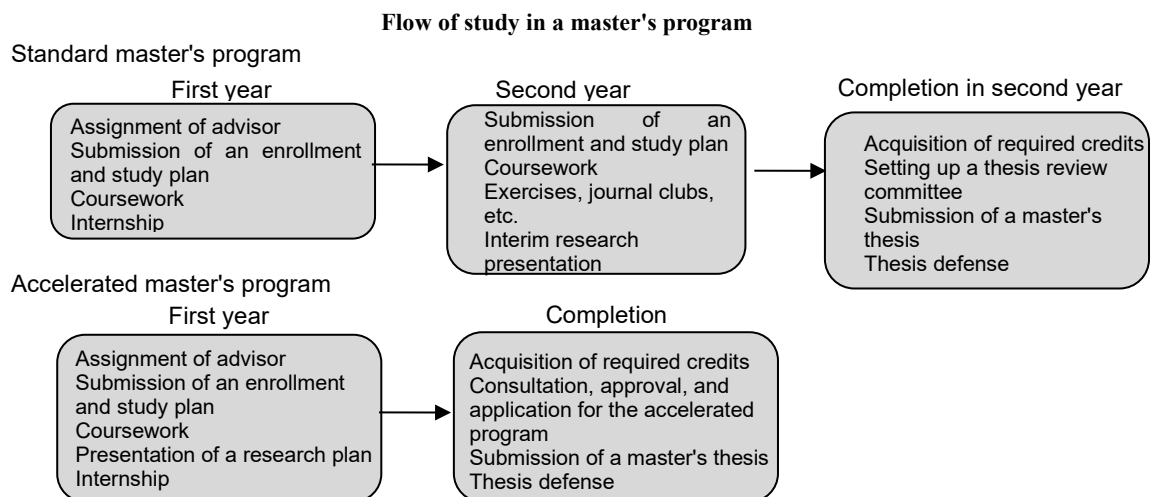 Flow of study in a master's program
Standard master's program
First year
Assignment of advisor
Submission of an enrollment
and study plan
Coursework
Internship
Second year
Submission of an
enrollment and study plan
Coursework
Exercises, journal clubs,
etc.
Interim research
presentation
Completion in second year
Acquisition of required credits
Setting up a thesis review
committee
Submission of a master's
thesis
Thesis defense
Accelerated master's program
First year
Assignment of advisor
Submission of an enrollment
and study plan
Coursework
Presentation of a research plan
Internship
Completion
Acquisition of required credits
Consultation, approval, and
application for the accelerated
program
Submission of a master's thesis
Thesis defense